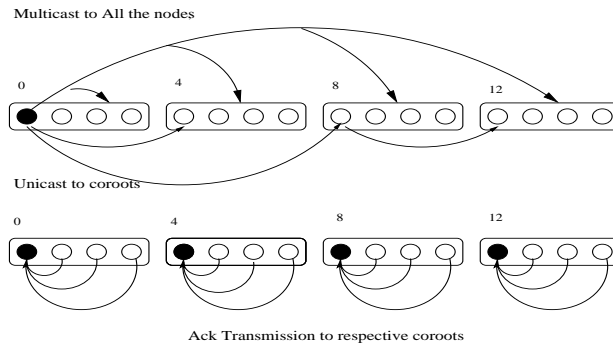 Multicast to All the nodes
0
4
8
12
Unicast to coroots
0
4
8
12
Ack Transmission to respective coroots